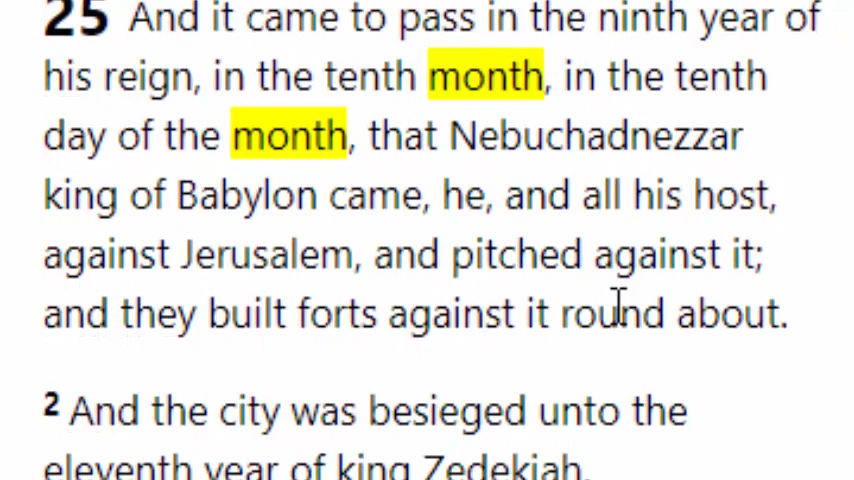 25 And it came to pass in the ninth year of
his reign, in the tenth month, in the tenth
day of the month, that Nebuchadnezzar
king of Babylon came, he, and all his host,
against Jerusalem, and pitched against it;
and they built forts against it round about.
2 And the city was besieged unto the
eleventh year of king Zedekiah.